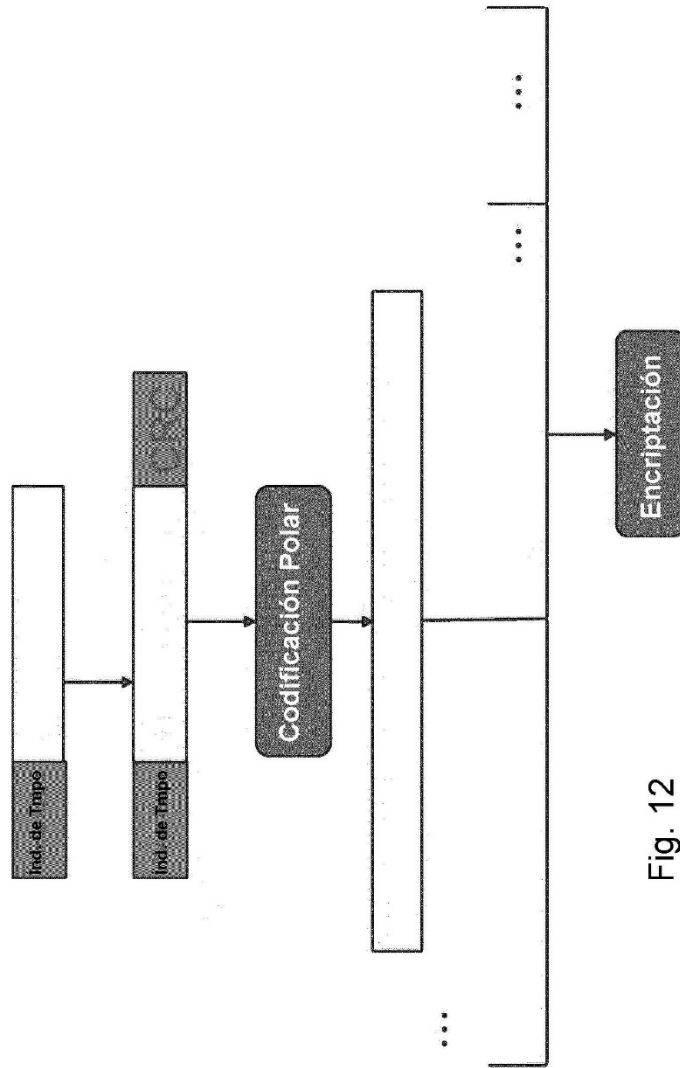 Ind. de Tmpo
Ind. de Tmpo
CRC
Codificación Polar
...
...
...
Encriptación
Fig. 12